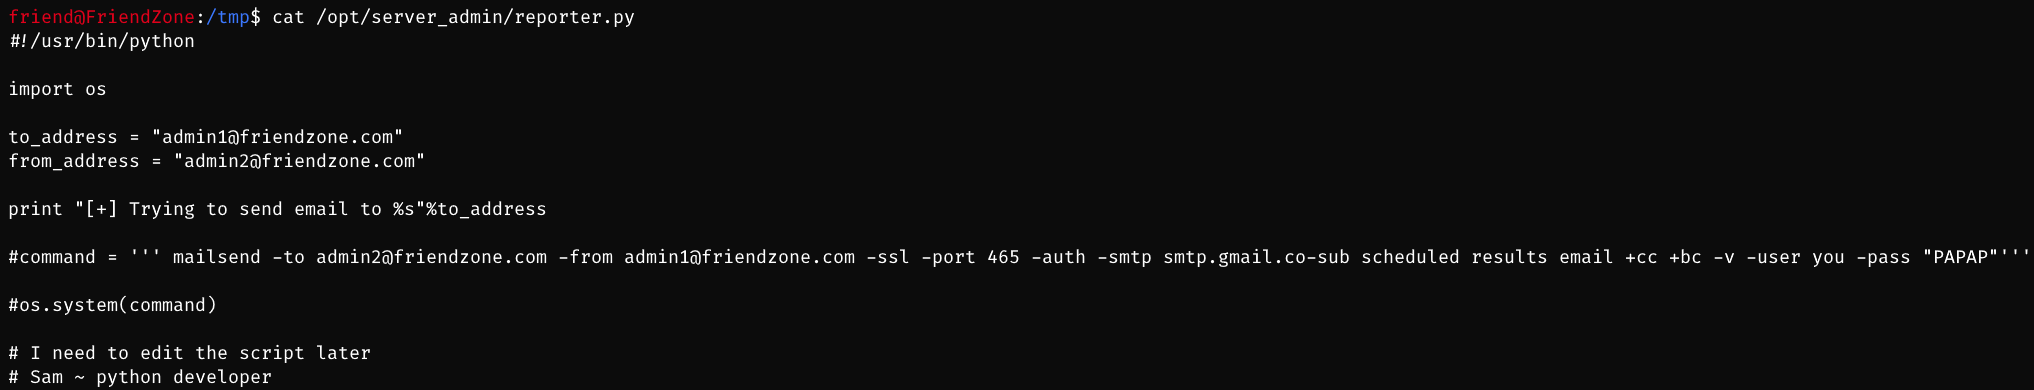 friend@FriendZone:/tmp$ cat /opt/server_admin/reporter.py
#!/usr/bin/python
import os
to_address = "admin1@friendzone.com"
from_address = "admin2@friendzone.com"
print "[+] Trying to send email to %s"%to_address
#command = ''' mailsend -to admin2@friendzone.com -from admin1@friendzone.com -ssl -port 465 -auth -smtp smtp.gmail.co-sub scheduled results email +cc +bc -v -user you -pass "PAPAP"'''
#os.system(command)
# I need to edit the script later
# Sam ~ python developer